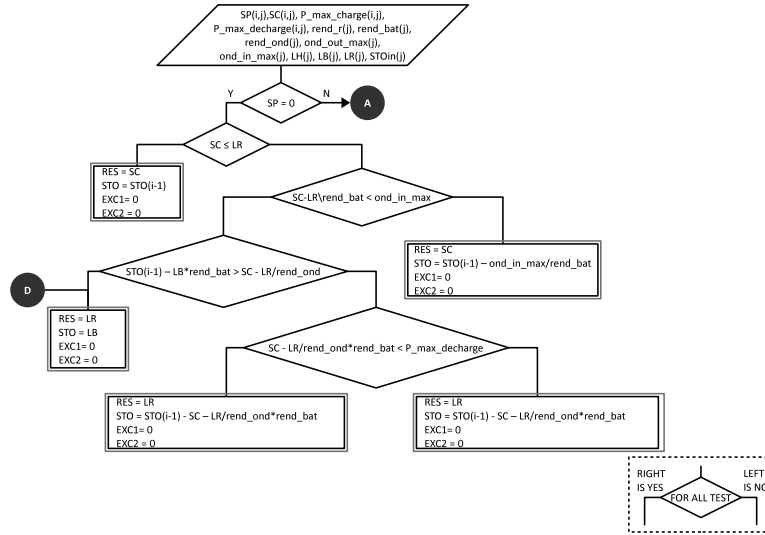 SP(i,j),SC(i,j), P_max_charge(i,j),
P_max_decharge(i,j), rend_r(j), rend_bat(j),
rend_ond(j), ond_out_max(j),
ond_in_max(j), LH(j), LB(j), LR(j), STOin(j)
Y
SP = 0
N
A
SC ≤ LR
RES = SC
STO = STO(i-1)
EXC1= 0
EXC2 = 0
SC-LR\rend_bat < ond_in_max
RES = SC
STO = STO(i-1) – ond_in_max/rend_bat
EXC1= 0
EXC2 = 0
STO(i-1) – LB*rend_bat > SC - LR/rend_ond
D
RES = LR
STO = LB
EXC1= 0
EXC2 = 0
SC - LR/rend_ond*rend_bat < P_max_decharge
RES = LR
STO = STO(i-1) - SC – LR/rend_ond*rend_bat
EXC1= 0
EXC2 = 0
RES = LR
STO = STO(i-1) - SC – LR/rend_ond*rend_bat
EXC1= 0
EXC2 = 0
RIGHT
IS YES
FOR ALL TEST
LEFT
IS NO